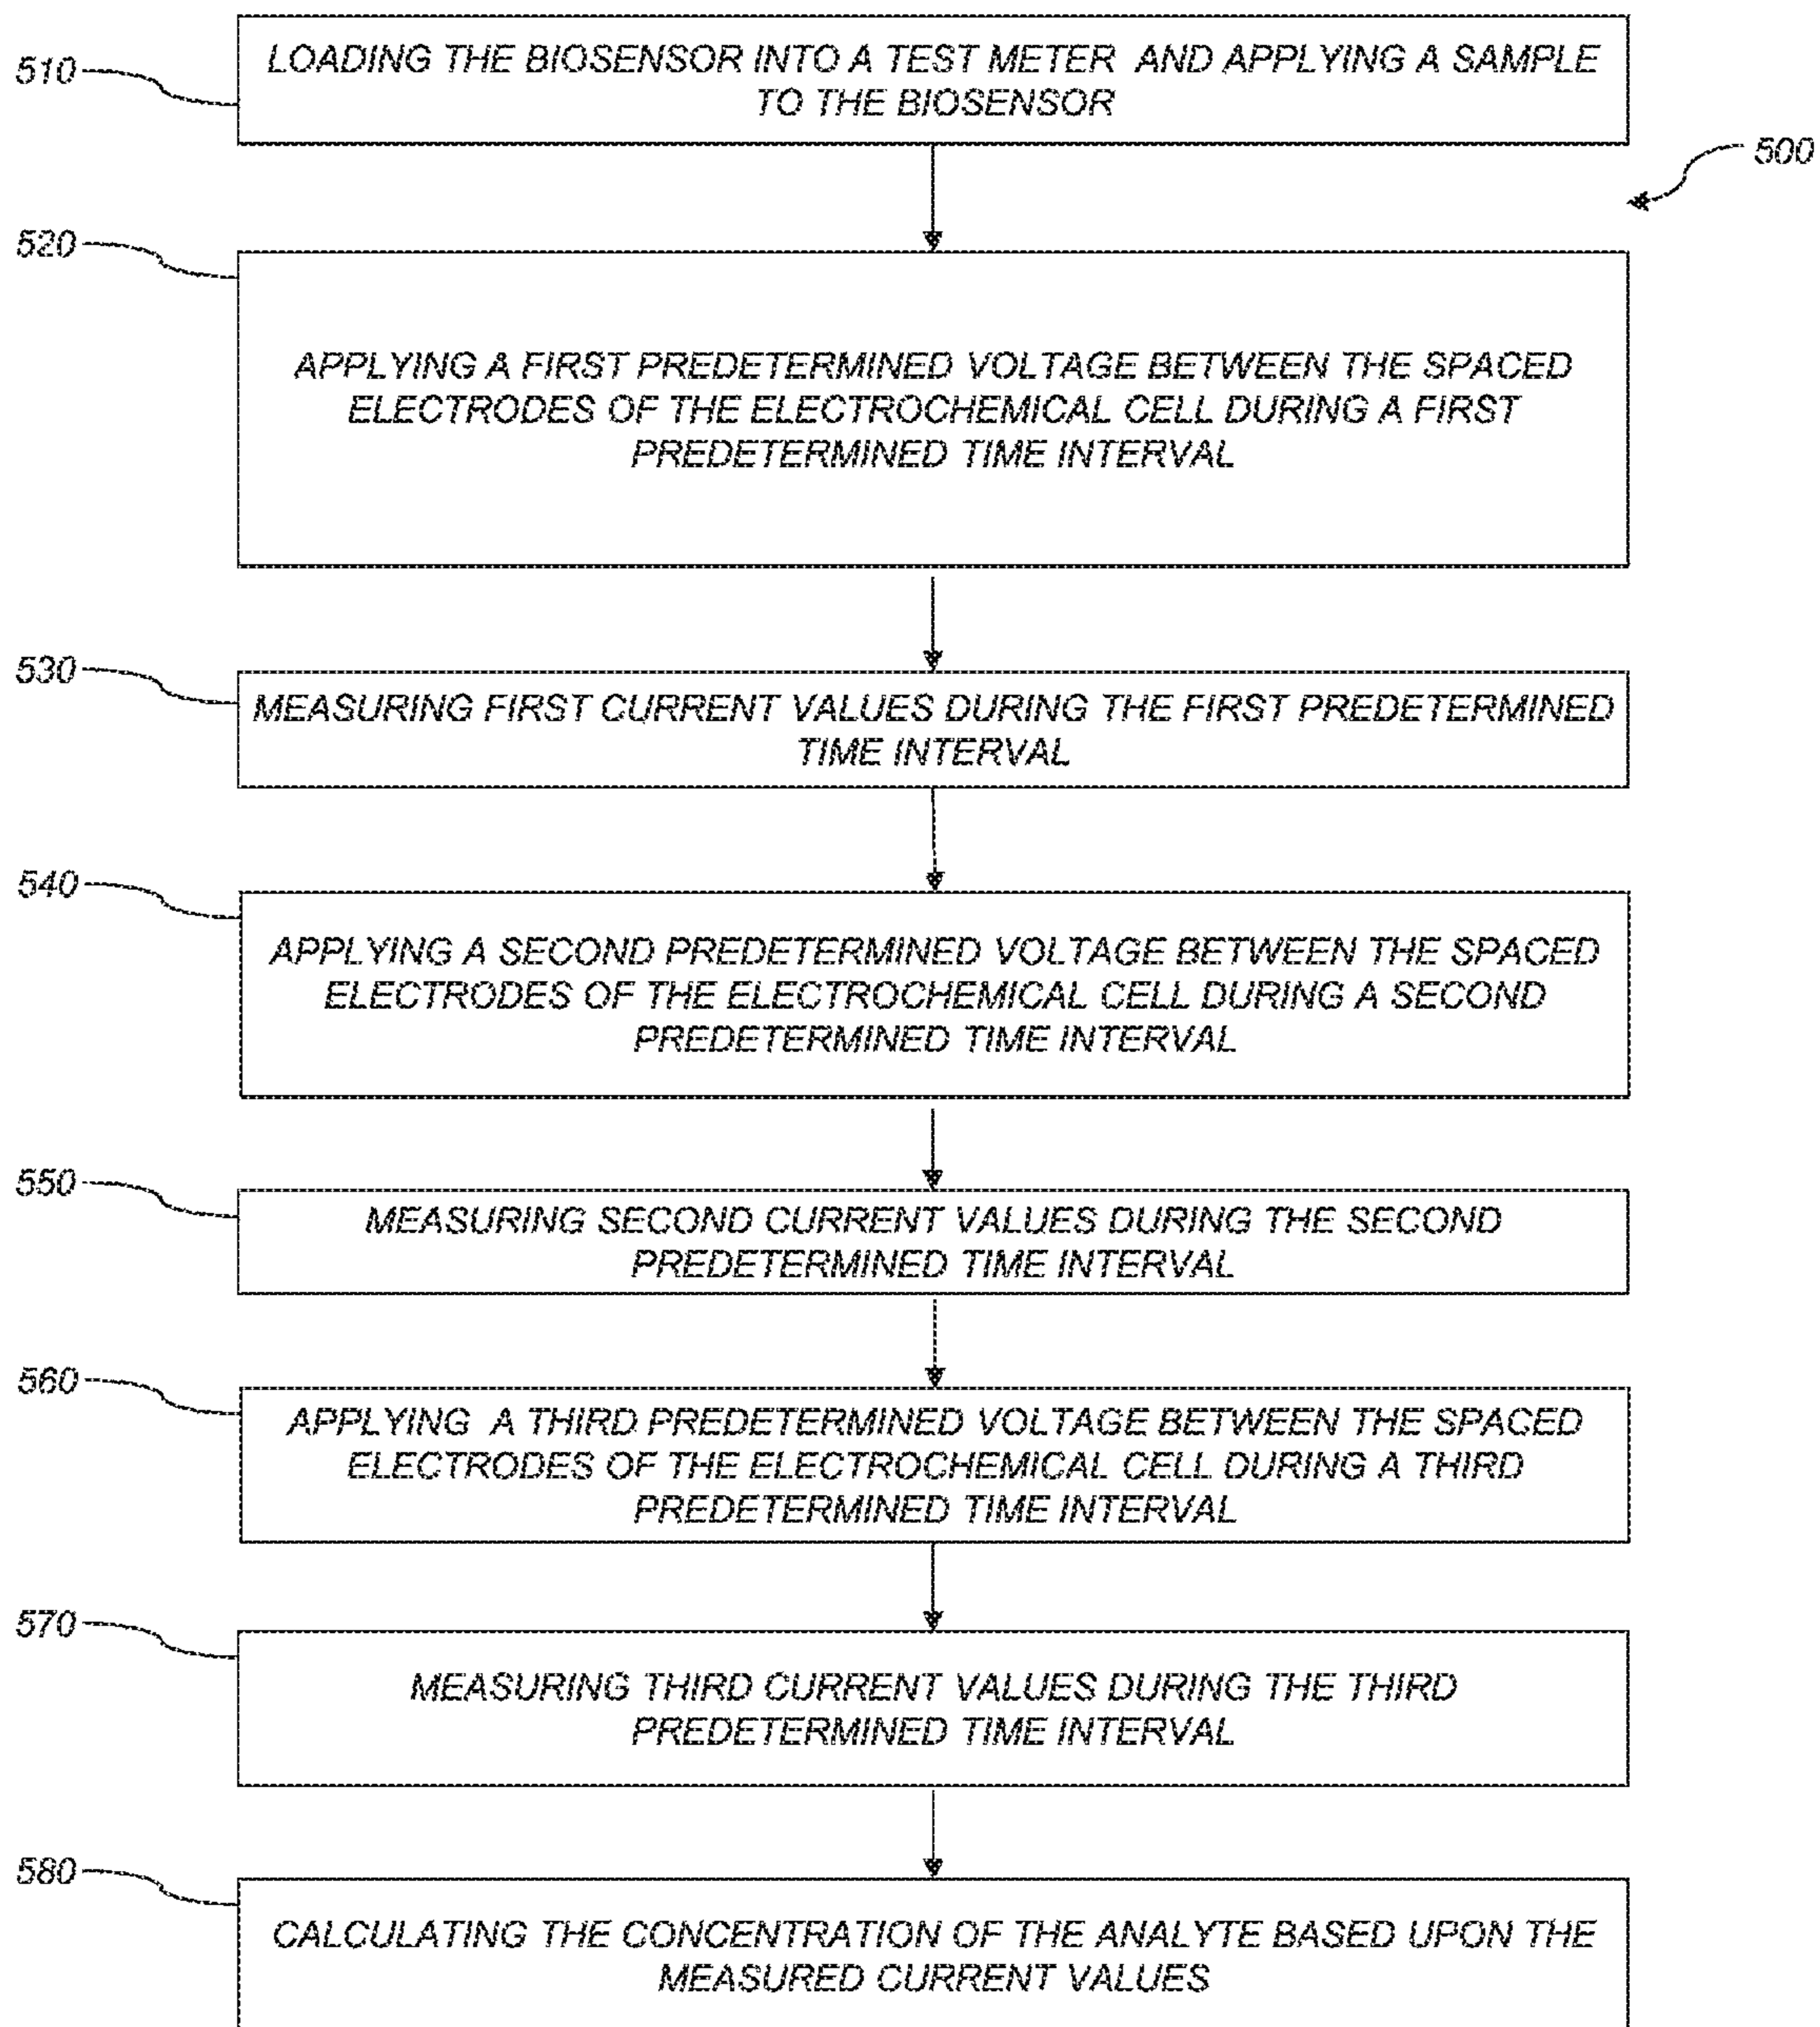 510
LOADING THE BIOSENSOR INTO A TEST METER AND APPLYING A SAMPLE
TO THE BIOSENSOR
500
520
APPLYING A FIRST PREDETERMINED VOLTAGE BETWEEN THE SPACED
ELECTRODES OF THE ELECTROCHEMICAL CELL DURING A FIRST
PREDETERMINED TIME INTERVAL
530
MEASURING FIRST CURRENT VALUES DURING THE FIRST PREDETERMINED
TIME INTERVAL
540
APPLYING A SECOND PREDETERMINED VOLTAGE BETWEEN THE SPACED
ELECTRODES OF THE ELECTROCHEMICAL CELL DURING A SECOND
PREDETERMINED TIME INTERVAL
550
MEASURING SECOND CURRENT VALUES DURING THE SECOND
PREDETERMINED TIME INTERVAL
560
APPLYING A THIRD PREDETERMINED VOLTAGE BETWEEN THE SPACED
ELECTRODES OF THE ELECTROCHEMICAL CELL DURING A THIRD
PREDETERMINED TIME INTERVAL
570
MEASURING THIRD CURRENT VALUES DURING THE THIRD
PREDETERMINED TIME INTERVAL
580
CALCULATING THE CONCENTRATION OF THE ANALYTE BASED UPON THE
MEASURED CURRENT VALUES